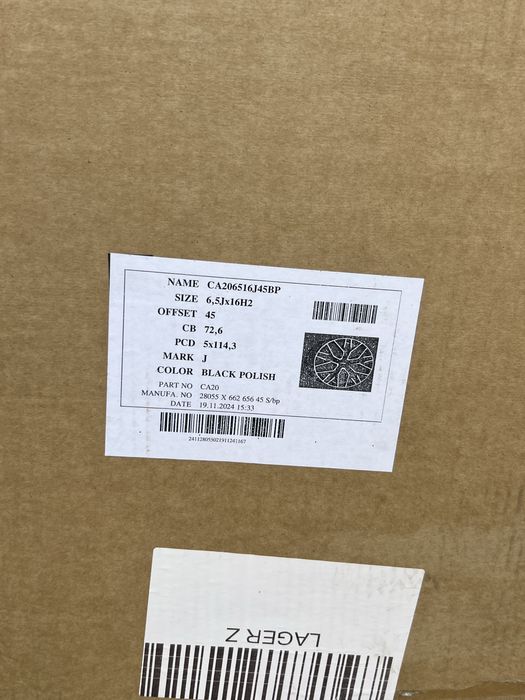 NAME CA206516J45BP
SIZE 6,5Jx16H2
OFFSET 45
CB 72,6
PCD 5x114,3
MARK J
COLOR BLACK POLISH
PART NO CA20
MANUFA. NO 28055 X 662 656 45 S/bp
DATE 19.11.2024 15:33
241128055021911241167
LAGER Z